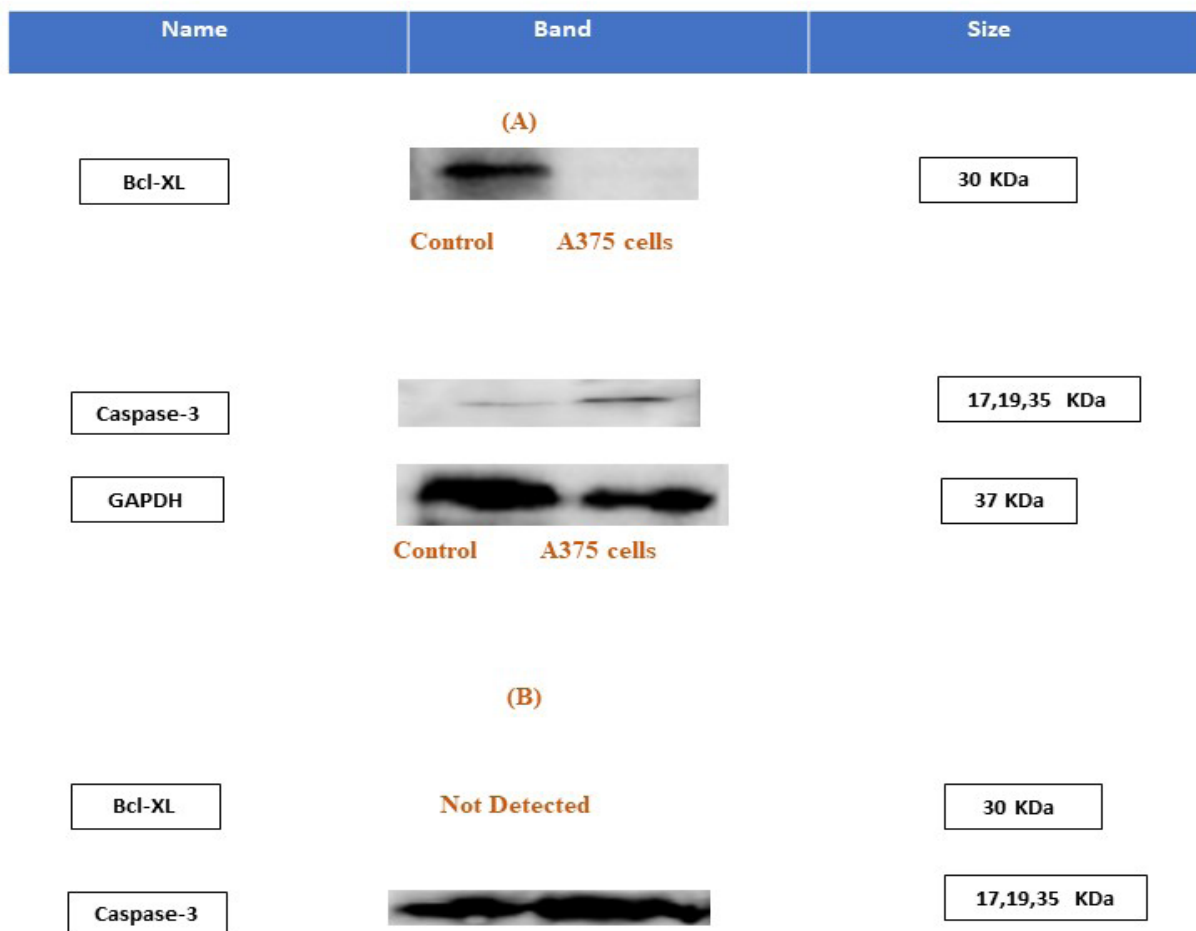 Name Band Size
(A)
Bcl-XL 30 KDa
Control A375 cells
Caspase-3 17,19,35 KDa
GAPDH 37 KDa
Control A375 cells
(B)
Bcl-XL Not Detected 30 KDa
Caspase-3 17,19,35 KDa